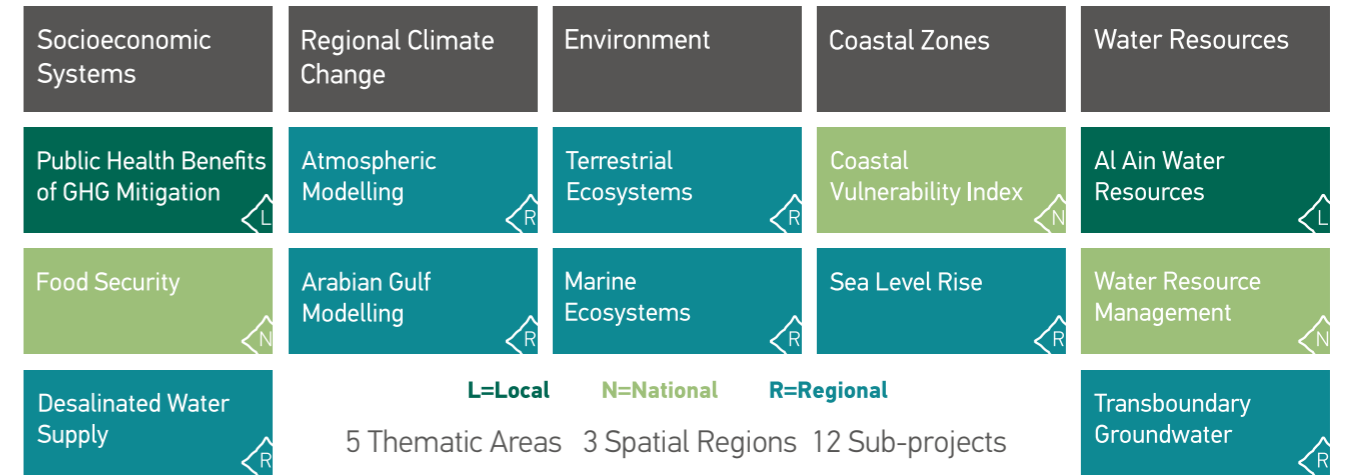 Socioeconomic
Systems
Regional Climate
Change
Environment
Coastal Zones
Water Resources
Public Health Benefits
of GHG Mitigation
L
Atmospheric
Modelling
R
Terrestrial
Ecosystems
R
Coastal
Vulnerability Index
N
Al Ain Water
Resources
L
Food Security
N
Arabian Gulf
Modelling
R
Marine
Ecosystems
R
Sea Level Rise
R
Water Resource
Management
N
Desalinated Water
Supply
R
L=Local N=National R=Regional
5 Thematic Areas 3 Spatial Regions 12 Sub-projects
Transboundary
Groundwater
R